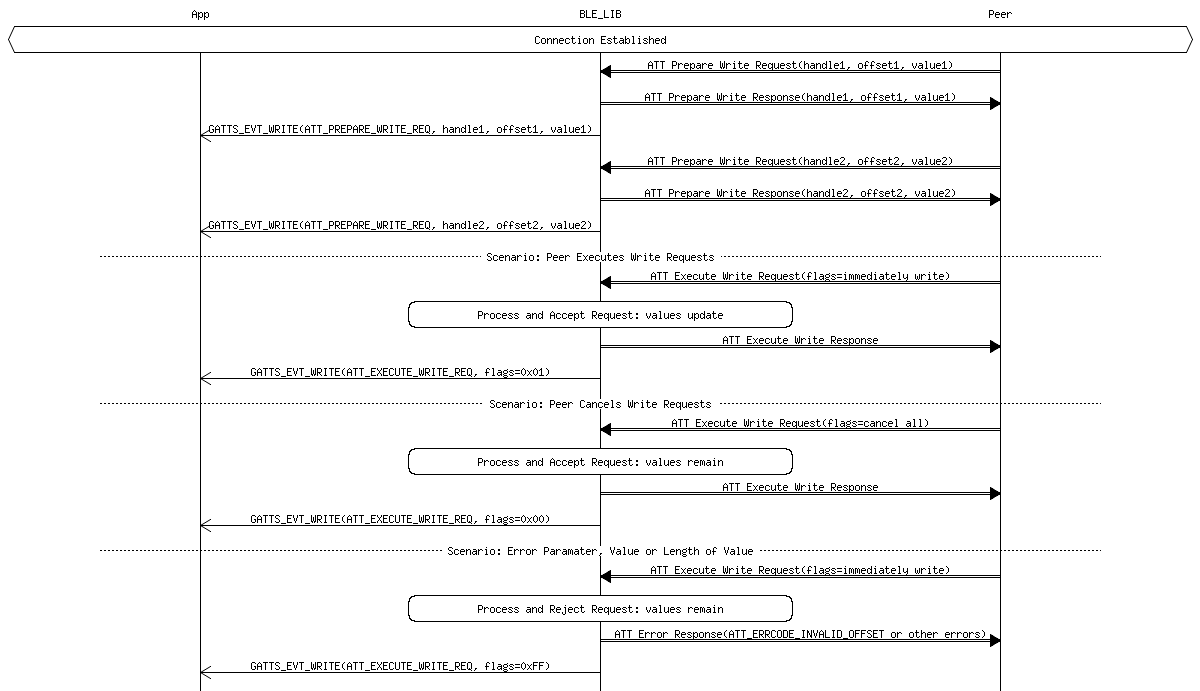 App BLE_LIB Peer
Connection Established
ATT Prepare Write Request(handle1, offset1, value1)
ATT Prepare Write Response(handle1, offset1, value1)
GATTS_EVT_WRITE(ATT_PREPARE_WRITE_REQ, handle1, offset1, value1)
ATT Prepare Write Request(handle2, offset2, value2)
ATT Prepare Write Response(handle2, offset2, value2)
GATTS_EVT_WRITE(ATT_PREPARE_WRITE_REQ, handle2, offset2, value2)
Scenario: Peer Executes Write Requests
ATT Execute Write Request(flags=immediately write)
Process and Accept Request: values update
ATT Execute Write Response
GATTS_EVT_WRITE(ATT_EXECUTE_WRITE_REQ, flags=0x01)
Scenario: Peer Cancels Write Requests
ATT Execute Write Request(flags=cancel all)
Process and Accept Request: values remain
ATT Execute Write Response
GATTS_EVT_WRITE(ATT_EXECUTE_WRITE_REQ, flags=0x00)
Scenario: Error Paramater, Value or Length of Value
ATT Execute Write Request(flags=immediately write)
Process and Reject Request: values remain
ATT Error Response(ATT_ERRCODE_INVALID_OFFSET or other errors)
GATTS_EVT_WRITE(ATT_EXECUTE_WRITE_REQ, flags=0xFF)